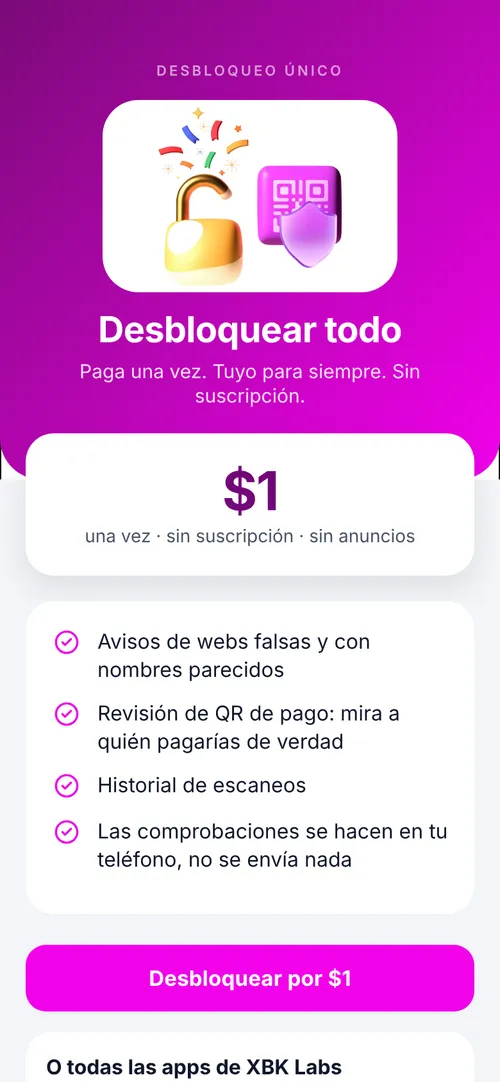 DESBLOQUEO ÚNICO
Desbloquear todo
Paga una vez. Tuyo para siempre. Sin
suscripción.
$1
una vez · sin suscripción · sin anuncios
Avisos de webs falsas y con
nombres parecidos
Revisión de QR de pago: mira a
quién pagarías de verdad
Historial de escaneos
Las comprobaciones se hacen en tu
teléfono, no se envía nada
Desbloquear por $1
O todas las apps de XBK Labs